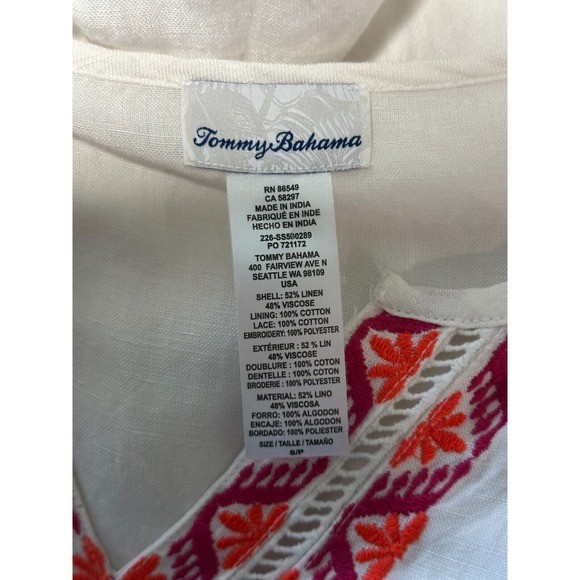 Tommy Bahama
RN 86549
CA 58297
MADE IN INDIA
FABRIQUÉ EN INDE
HECHO EN INDIA
226-SS500289
PO 721172
TOMMY BAHAMA
400 FAIRVIEW AVE N
SEATTLE WA 98109
USA
SHELL: 52% LINEN
48% VISCOSE
LINING: 100% COTTON
LACE: 100% COTTON
EMBROIDERY: 100% POLYESTER
EXTÉRIEUR: 52 % LIN
48% VISCOSE
DOUBLURE : 100% COTON
DENTELLE : 100% COTON
BRODERIE : 100% POLYESTER
MATERIAL: 52% LINO
48% VISCOSA
FORRO: 100% ALGODON
ENCAJE: 100% ALGODON
BORDADO: 100% POLIESTER
SIZE / TAILLE / TAMAÑO
S/P